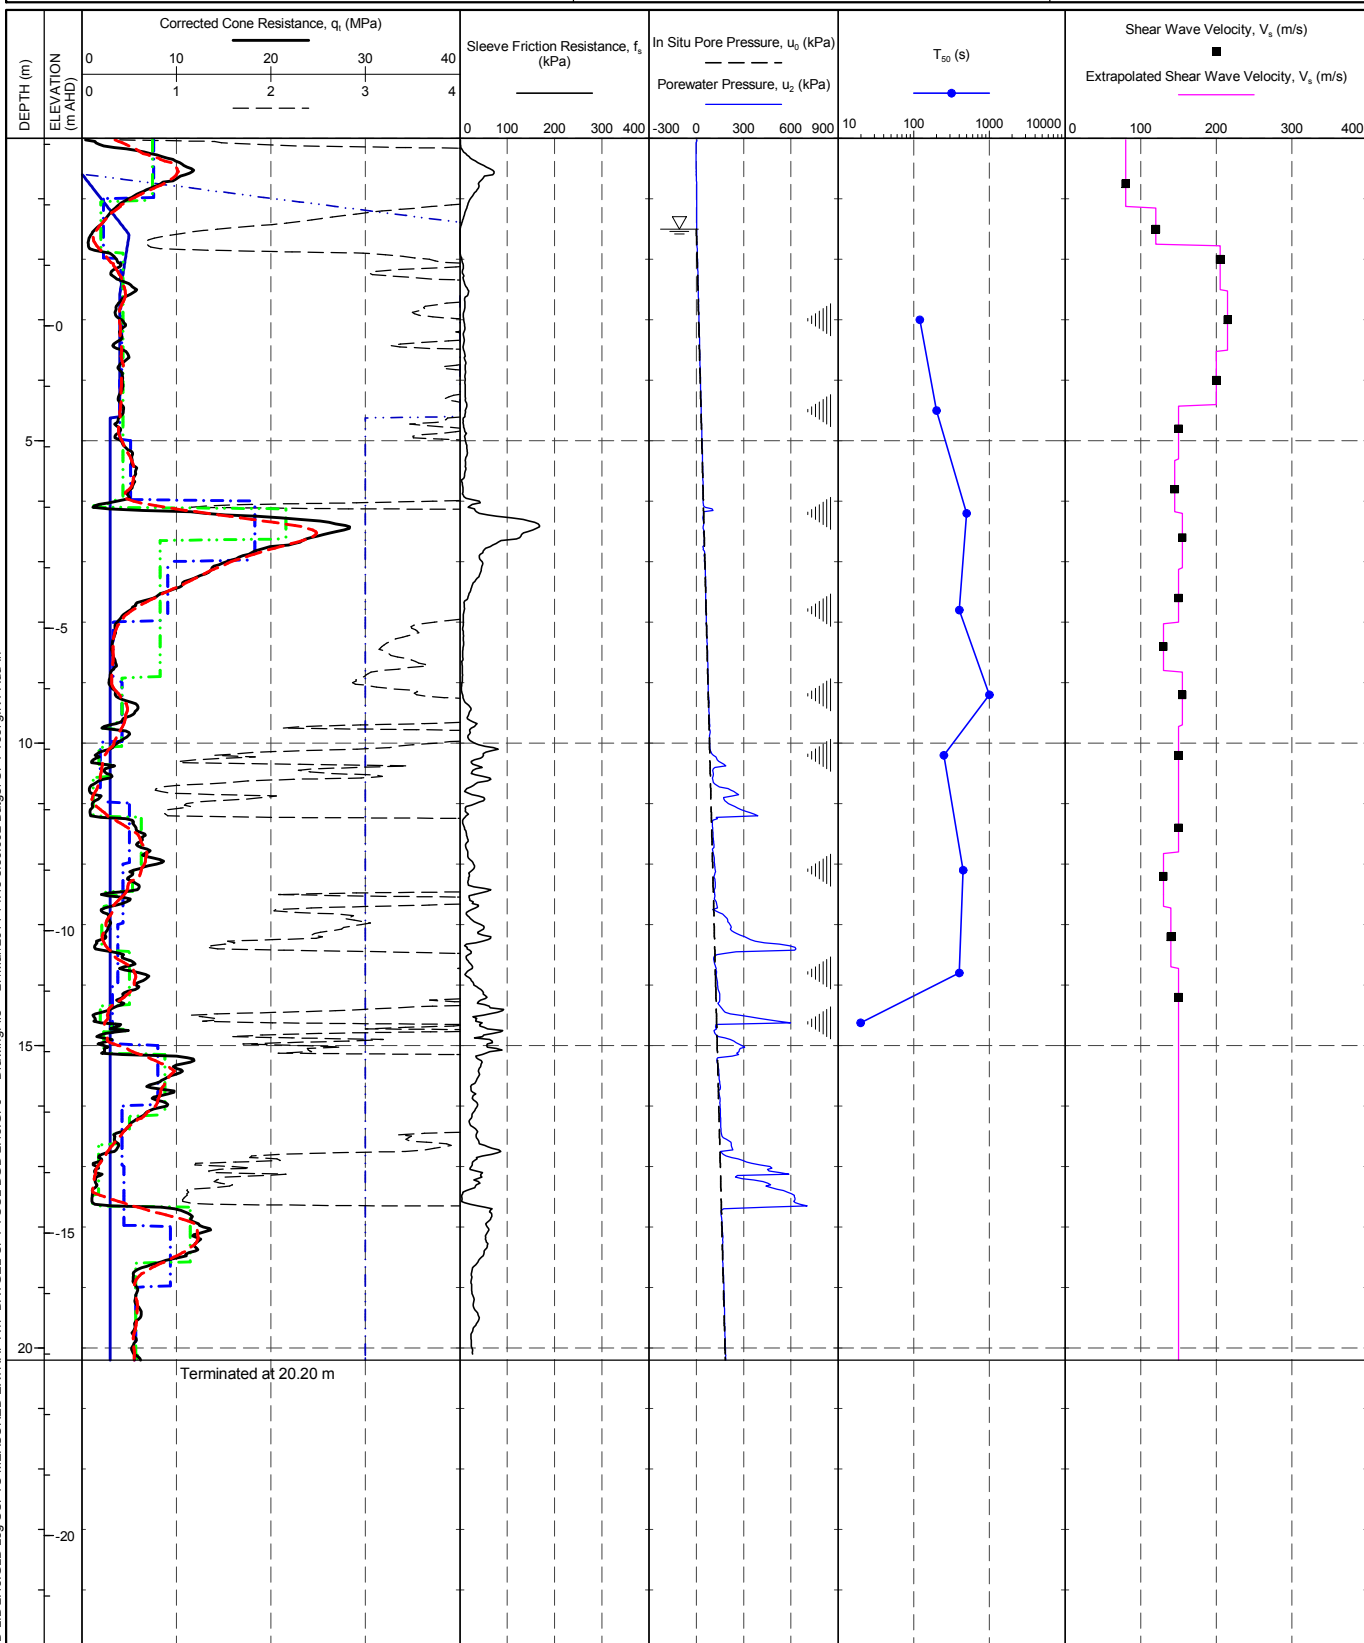 DEPTH (m)
ELEVATION
(m AHD)
Corrected Cone Resistance, qt (MPa)
0 10 20 30 40
0 1 2 3 4
Sleeve Friction Resistance, fs
(kPa)
0 100 200 300 400
In Situ Pore Pressure, u0 (kPa)
Porewater Pressure, u2 (kPa)
-300 0 300 600 900
T50 (s)
10 100 1000 10000
Shear Wave Velocity, Vs (m/s)
Extrapolated Shear Wave Velocity, Vs (m/s)
0 100 200 300 400
0
5
-5
10
-10
15
-15
20
Terminated at 20.20 m
-20